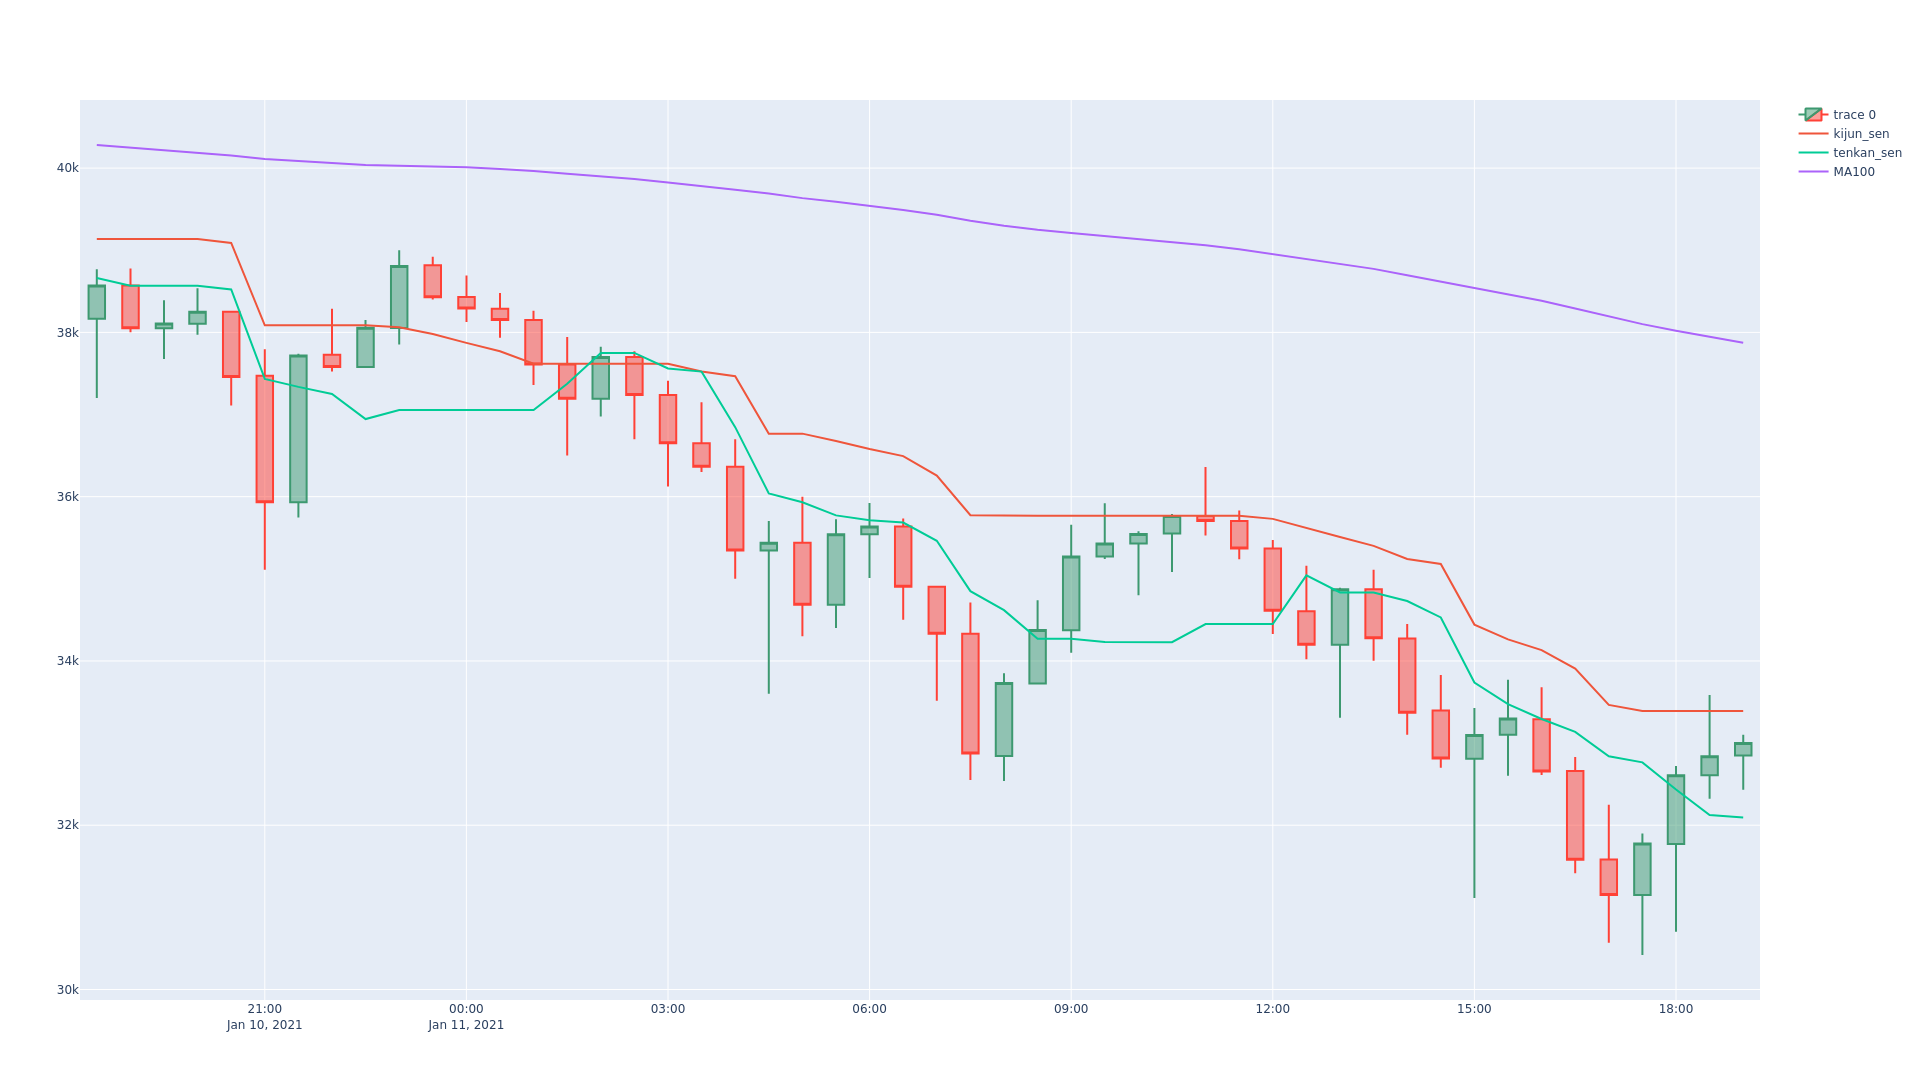 trace 0
kijun_sen
tenkan_sen
MA100
40k
38k
36k
34k
32k
30k
21:00
Jan 10, 2021
00:00
Jan 11, 2021
03:00
06:00
09:00
12:00
15:00
18:00